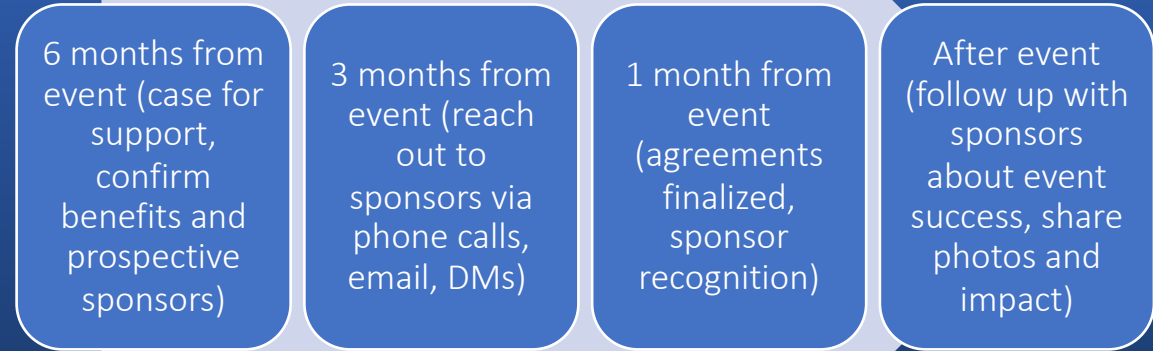 6 months from
event (case for
support,
confirm
benefits and
prospective
sponsors)
3 months from
event (reach
out to
sponsors via
phone calls,
email, DMs)
1 month from
event
(agreements
finalized,
sponsor
recognition)
After event
(follow up with
sponsors
about event
success, share
photos and
impact)